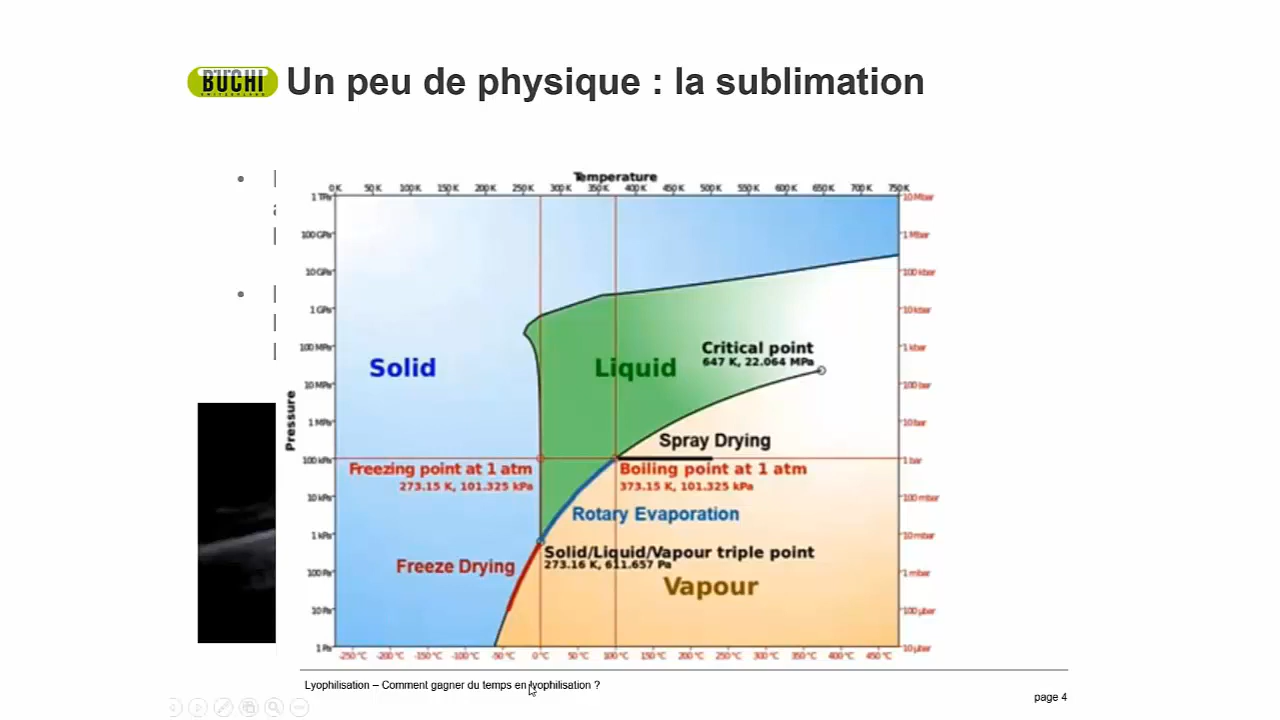 BÜCHI
SWITZERLAND
Un peu de physique : la sublimation
Temperature
0 K 50 K 100 K 150 K 200 K 250 K 300 K 350 K 400 K 450 K 500 K 550 K 600 K 650 K 700 K 750 K
1 TPa 10 Mbar
100 GPa 1 Mbar
10 GPa 100 kbar
1 GPa 10 kbar
100 MPa 1 kbar
Critical point
647 K, 22.064 MPa
Solid Liquid
10 MPa 100 bar
Pressure
1 MPa 10 bar
Spray Drying
100 kPa 1 bar
Freezing point at 1 atm Boiling point at 1 atm
273.15 K, 101.325 kPa 373.15 K, 101.325 kPa
10 kPa 100 mbar
Rotary Evaporation
1 kPa 10 mbar
Solid/Liquid/Vapour triple point
273.16 K, 611.657 Pa
Freeze Drying
100 Pa 1 mbar
Vapour
10 Pa 100 µbar
1 Pa 10 µbar
-250 °C -200 °C -150 °C -100 °C -50 °C 0 °C 50 °C 100 °C 150 °C 200 °C 250 °C 300 °C 350 °C 400 °C 450 °C
Lyophilisation – Comment gagner du temps en lyophilisation ?
page 4